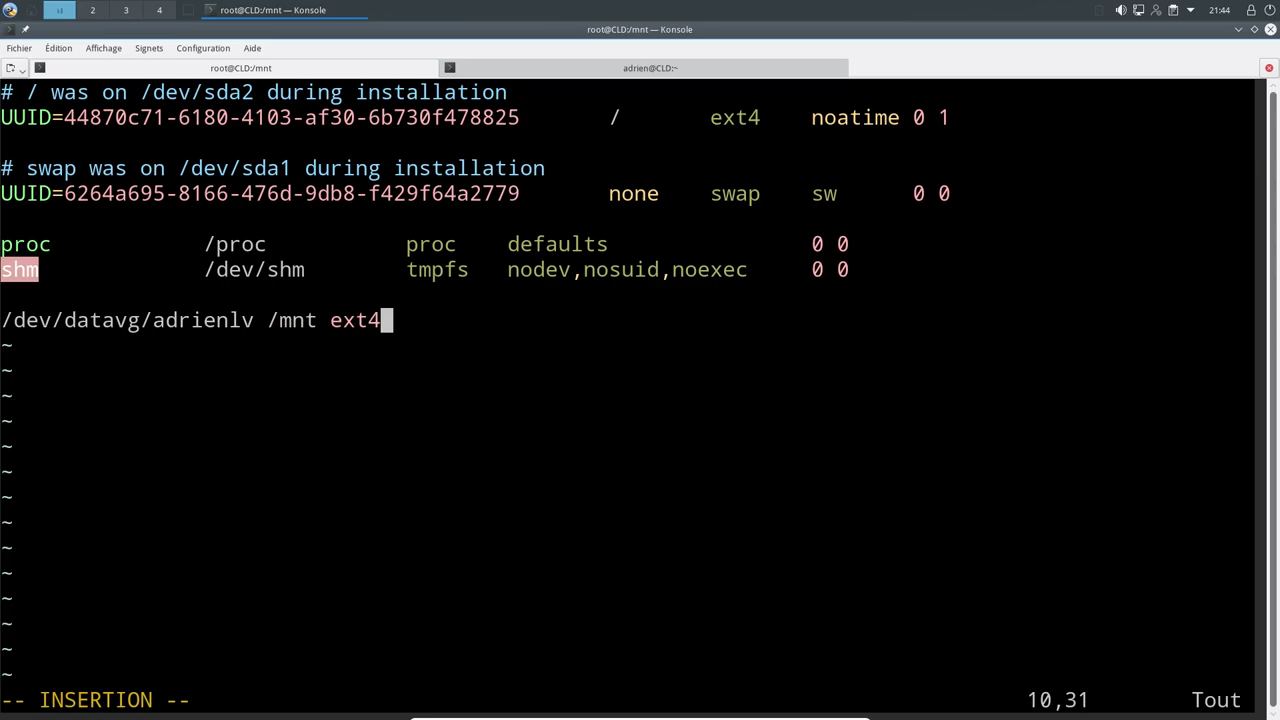 2 3 4 root@CLD:/mnt — Konsole 21:44
root@CLD:/mnt — Konsole
Fichier Édition Affichage Signets Configuration Aide
root@CLD:/mnt adrien@CLD:~
# / was on /dev/sda2 during installation
UUID=44870c71-6180-4103-af30-6b730f478825 / ext4 noatime 0 1
# swap was on /dev/sda1 during installation
UUID=6264a695-8166-476d-9db8-f429f64a2779 none swap sw 0 0
proc /proc proc defaults 0 0
shm /dev/shm tmpfs nodev,nosuid,noexec 0 0
/dev/datavg/adrienlv /mnt ext4
~
~
~
~
~
~
~
~
~
~
~
~
~
~
-- INSERTION -- 10,31 Tout